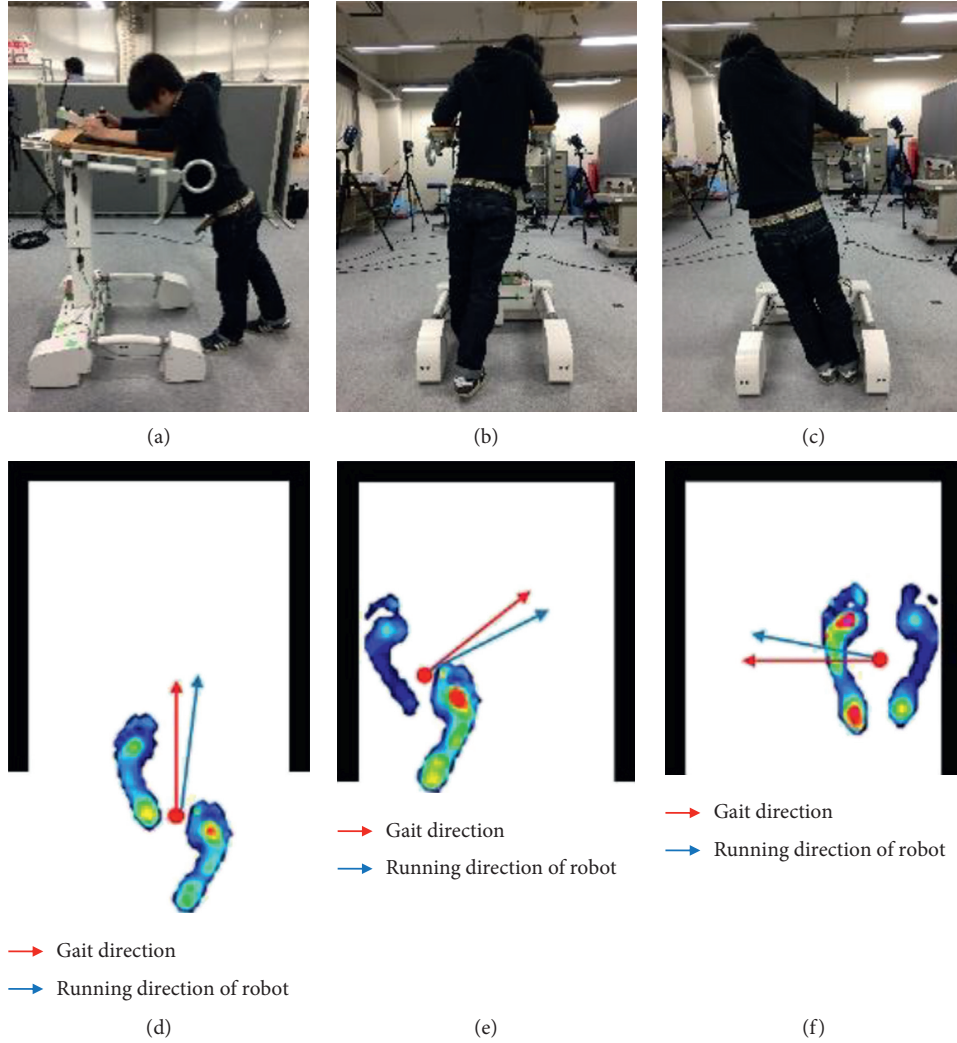 (a)
(b)
(c)
Gait direction
Running direction of robot
(d)
Gait direction
Running direction of robot
(e)
Gait direction
Running direction of robot
(f)